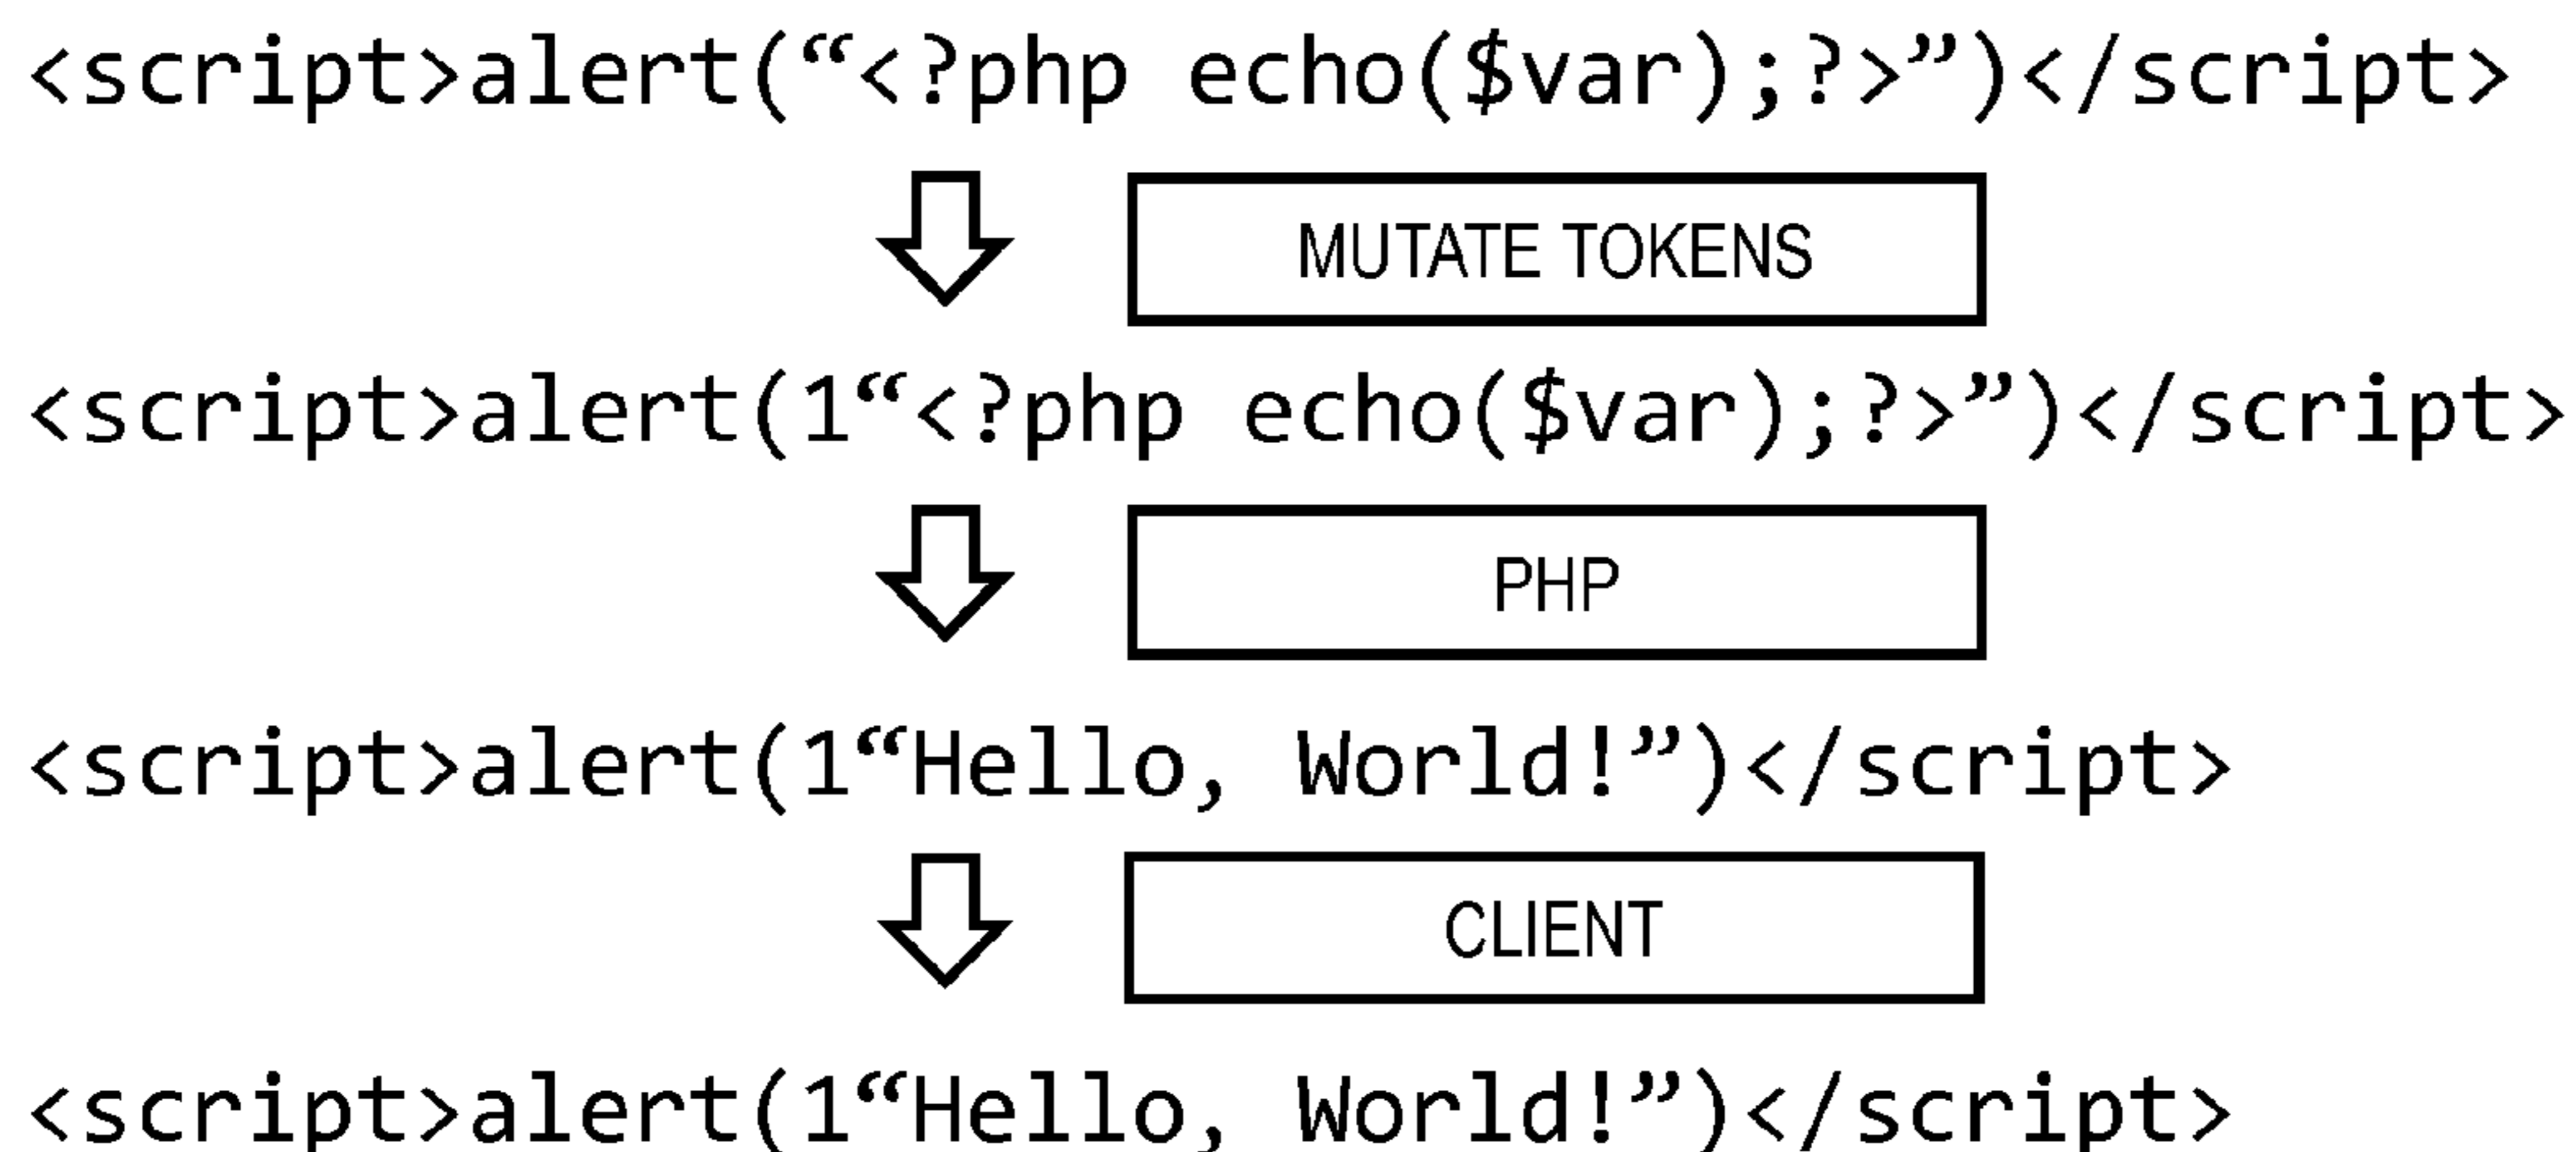 <script>alert(“<?php echo($var);?>”)</script>
MUTATE TOKENS
<script>alert(1“<?php echo($var);?>”)</script>
PHP
<script>alert(1“Hello, World!”)</script>
CLIENT
<script>alert(1“Hello, World!”)</script>